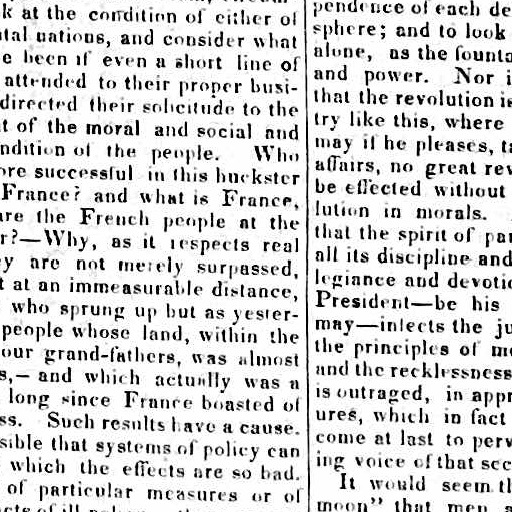 k at the condition of either of
tal nations, and consider what
e been if even a short line of
attended to their proper busi-
directed their solicitude to the
t of the moral and social and
ndition of the people. Who
ore successful in this huckster
France? and what is France,
are the French people at the
r?—Why, as it respects real
ey are not merely surpassed,
t at an immeasurable distance,
who sprung up but as yester-
people whose land, within the
our grand-fathers, was almost
s,—and which actually was a
long since France boasted of
ss. Such results have a cause.
sible that systems of policy can
which the effects are so bad.
of particular measures or of
pendence of each de
sphere; and to look
alone, as the founta
and power. Nor i
that the revolution is
try like this, where
may if he pleases, ta
affairs, no great rev
be effected without
lution in morals.
that the spirit of par
all its discipline and
legiance and devotio
President—be his
may—infects the ju
the principles of mo
and the recklessness
is outraged, in appr
ures, which in fact
come at last to perv
ing voice of that sec
It would seem th
moon" that men a